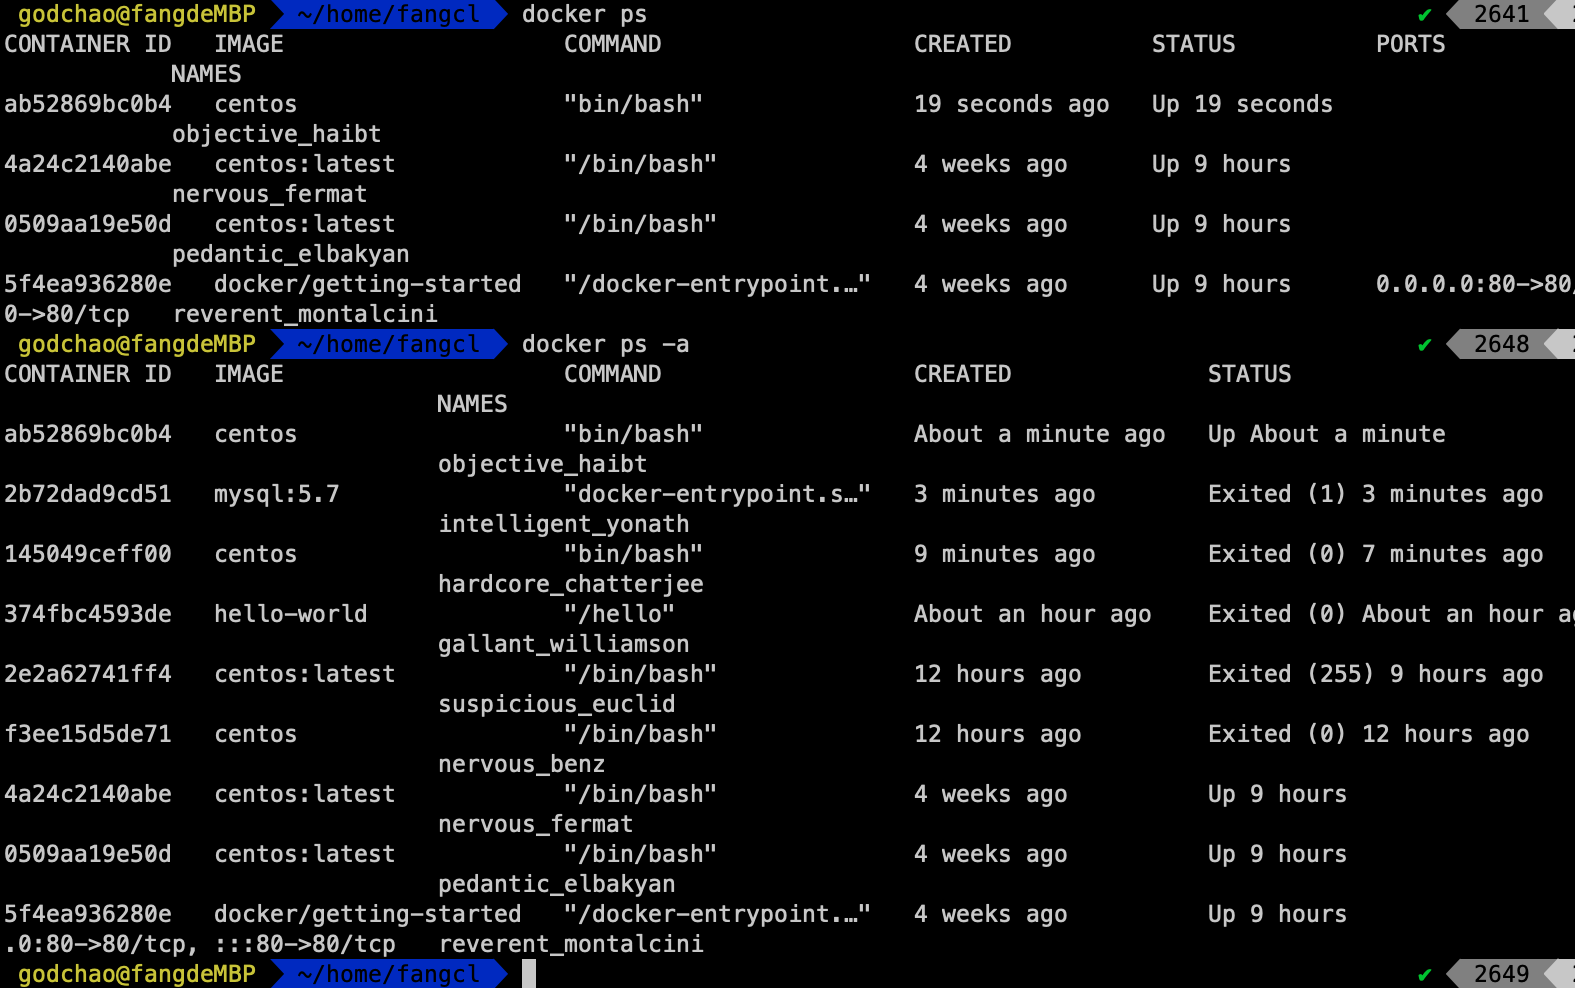 godchao@fangdeMBP ~/home/fangcl docker ps ✔ 2641
CONTAINER ID IMAGE COMMAND CREATED STATUS PORTS
NAMES
ab52869bc0b4 centos "bin/bash" 19 seconds ago Up 19 seconds
objective_haibt
4a24c2140abe centos:latest "/bin/bash" 4 weeks ago Up 9 hours
nervous_fermat
0509aa19e50d centos:latest "/bin/bash" 4 weeks ago Up 9 hours
pedantic_elbakyan
5f4ea936280e docker/getting-started "/docker-entrypoint.…" 4 weeks ago Up 9 hours 0.0.0.0:80->80/
0->80/tcp reverent_montalcini
godchao@fangdeMBP ~/home/fangcl docker ps -a ✔ 2648
CONTAINER ID IMAGE COMMAND CREATED STATUS
NAMES
ab52869bc0b4 centos "bin/bash" About a minute ago Up About a minute
objective_haibt
2b72dad9cd51 mysql:5.7 "docker-entrypoint.s…" 3 minutes ago Exited (1) 3 minutes ago
intelligent_yonath
145049ceff00 centos "bin/bash" 9 minutes ago Exited (0) 7 minutes ago
hardcore_chatterjee
374fbc4593de hello-world "/hello" About an hour ago Exited (0) About an hour ag
gallant_williamson
2e2a62741ff4 centos:latest "/bin/bash" 12 hours ago Exited (255) 9 hours ago
suspicious_euclid
f3ee15d5de71 centos "/bin/bash" 12 hours ago Exited (0) 12 hours ago
nervous_benz
4a24c2140abe centos:latest "/bin/bash" 4 weeks ago Up 9 hours
nervous_fermat
0509aa19e50d centos:latest "/bin/bash" 4 weeks ago Up 9 hours
pedantic_elbakyan
5f4ea936280e docker/getting-started "/docker-entrypoint.…" 4 weeks ago Up 9 hours
.0:80->80/tcp, :::80->80/tcp reverent_montalcini
godchao@fangdeMBP ~/home/fangcl ✔ 2649